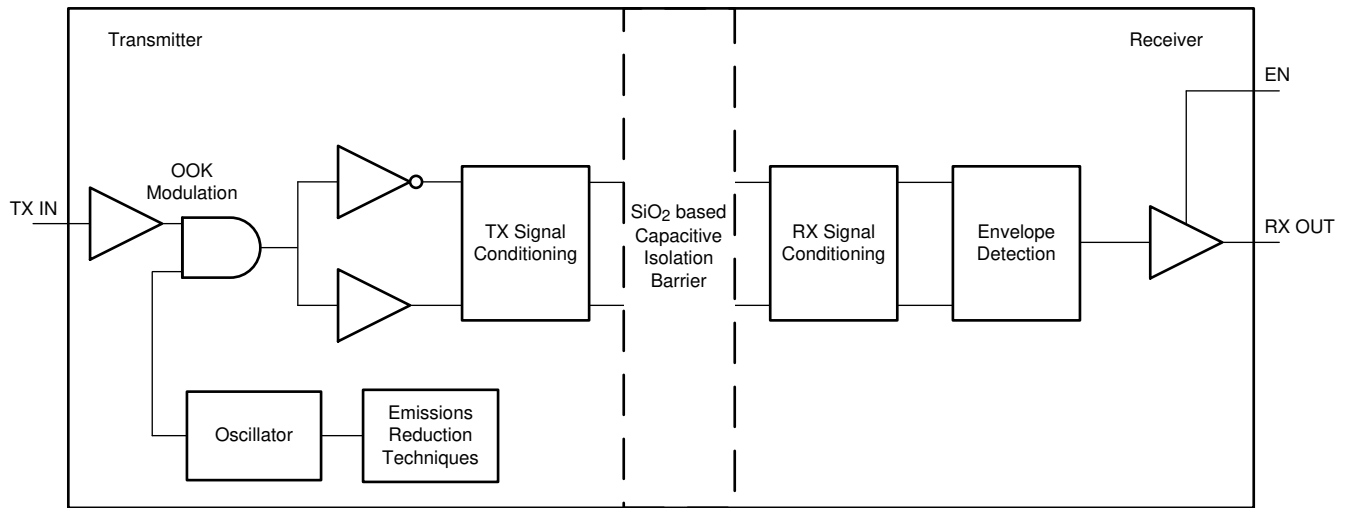 Transmitter
Receiver
EN
OOK
Modulation
TX IN
TX Signal
Conditioning
SiO2 based
Capacitive
Isolation
Barrier
RX Signal
Conditioning
Envelope
Detection
RX OUT
Oscillator
Emissions
Reduction
Techniques